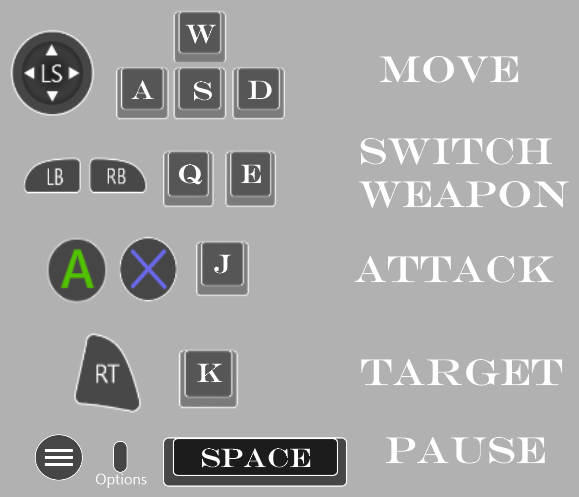 LS W
A S D MOVE
LB RB Q E SWITCH
WEAPON
A X J ATTACK
RT K TARGET
Options SPACE PAUSE